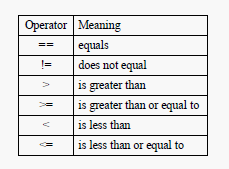 Operator Meaning
== equals
!= does not equal
> is greater than
>= is greater than or equal to
< is less than
<= is less than or equal to